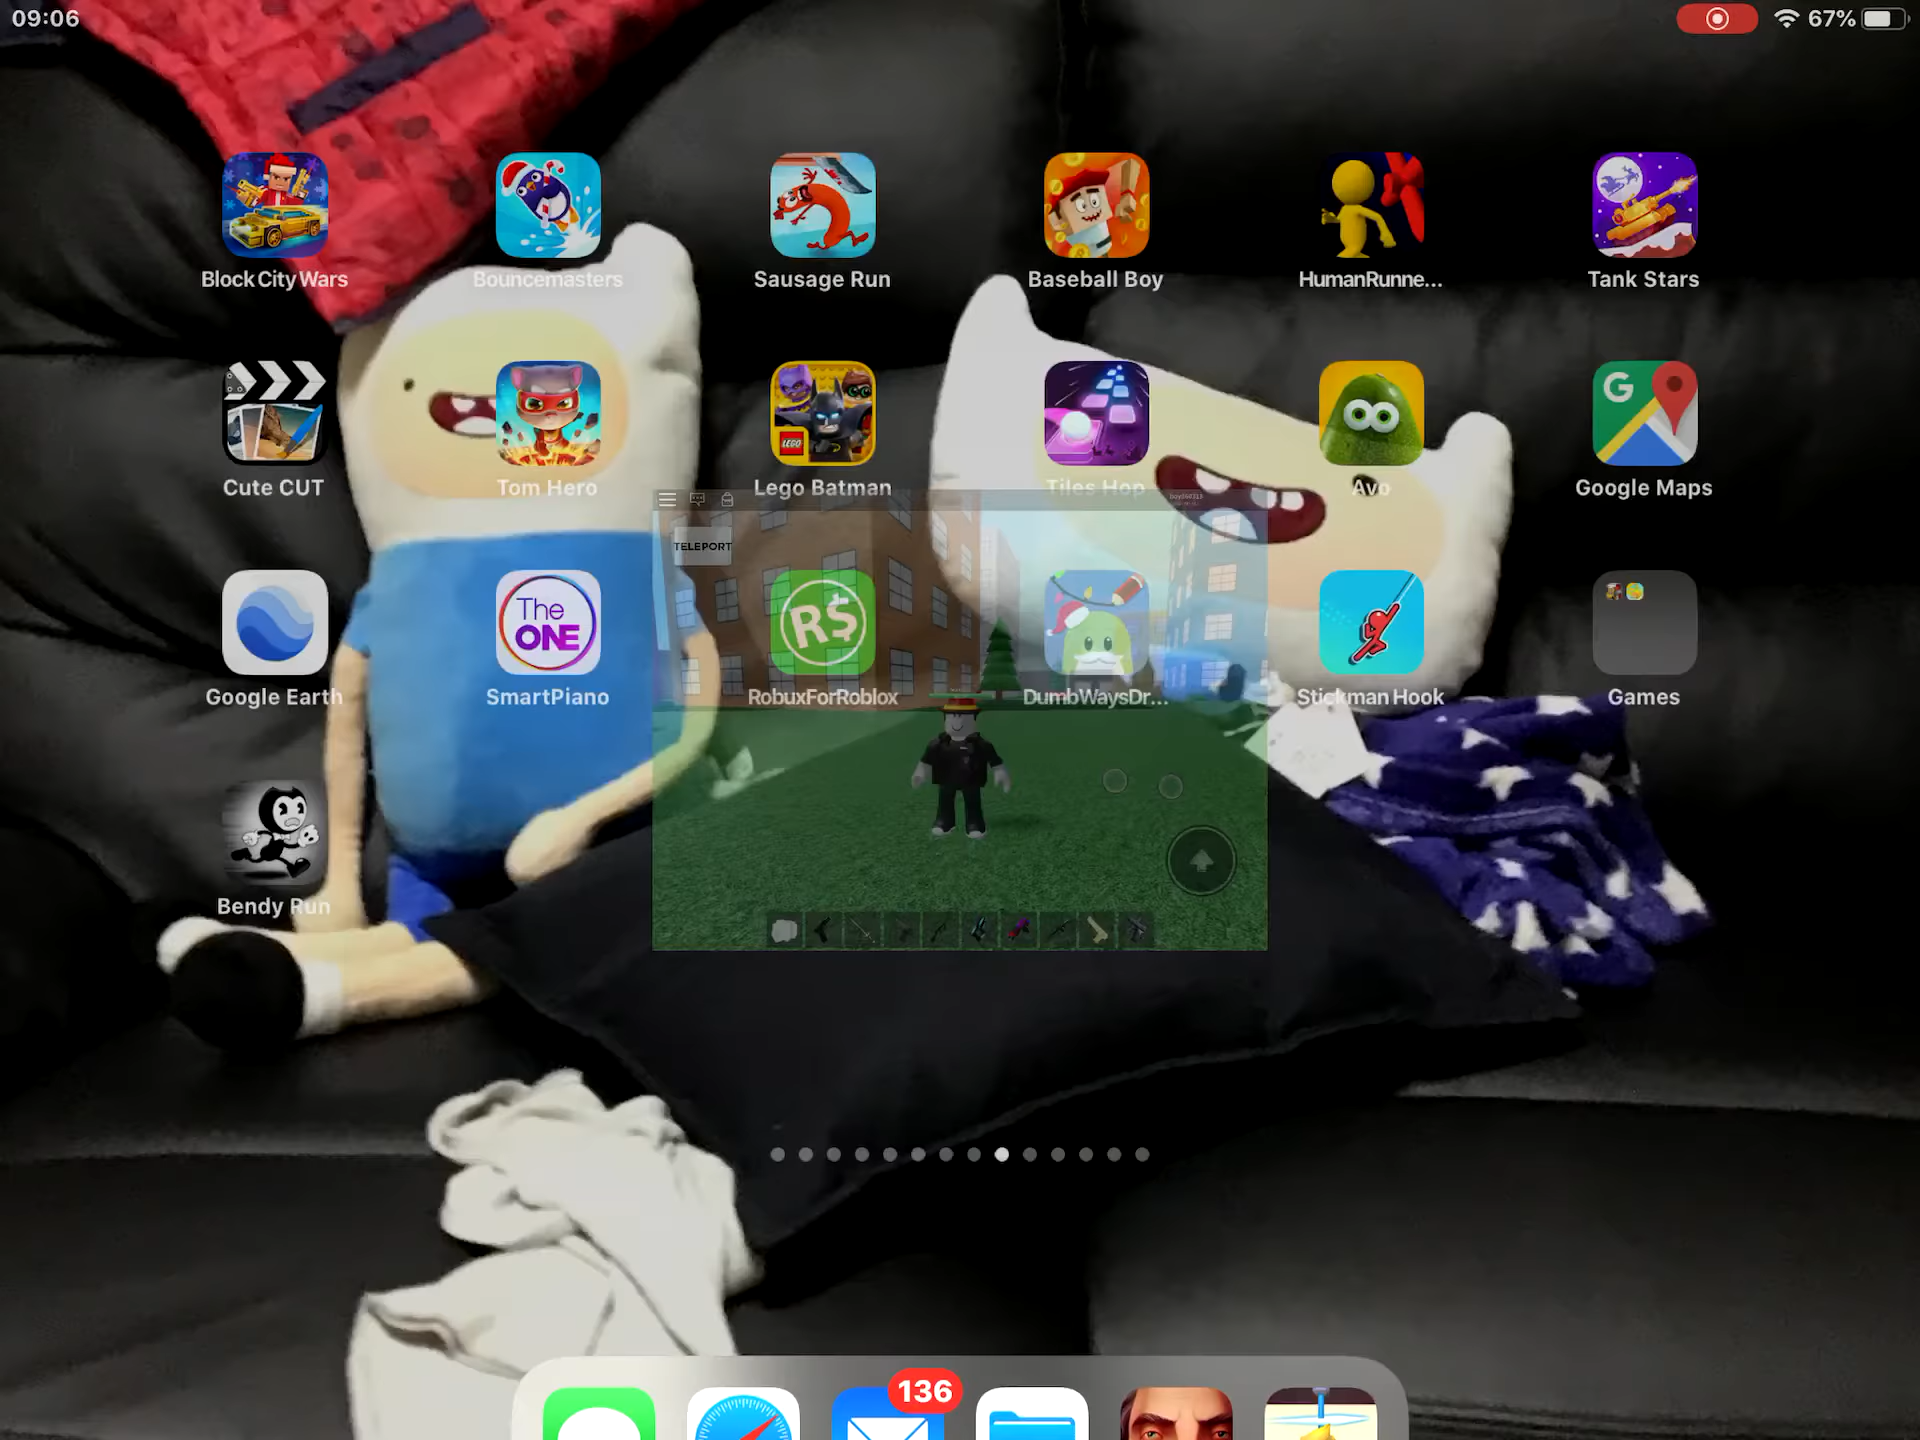 09:06
67%
Block City Wars
Bouncemasters
Sausage Run
Baseball Boy
HumanRunne...
Tank Stars
Cute CUT
Tom Hero
LEGO
Lego Batman
Tiles Hop
Avo
G
Google Maps
TELEPORT
The
ONE
R$
Google Earth
SmartPiano
RobuxForRoblox
DumbWaysDr...
Stickman Hook
Games
Bendy Run
136